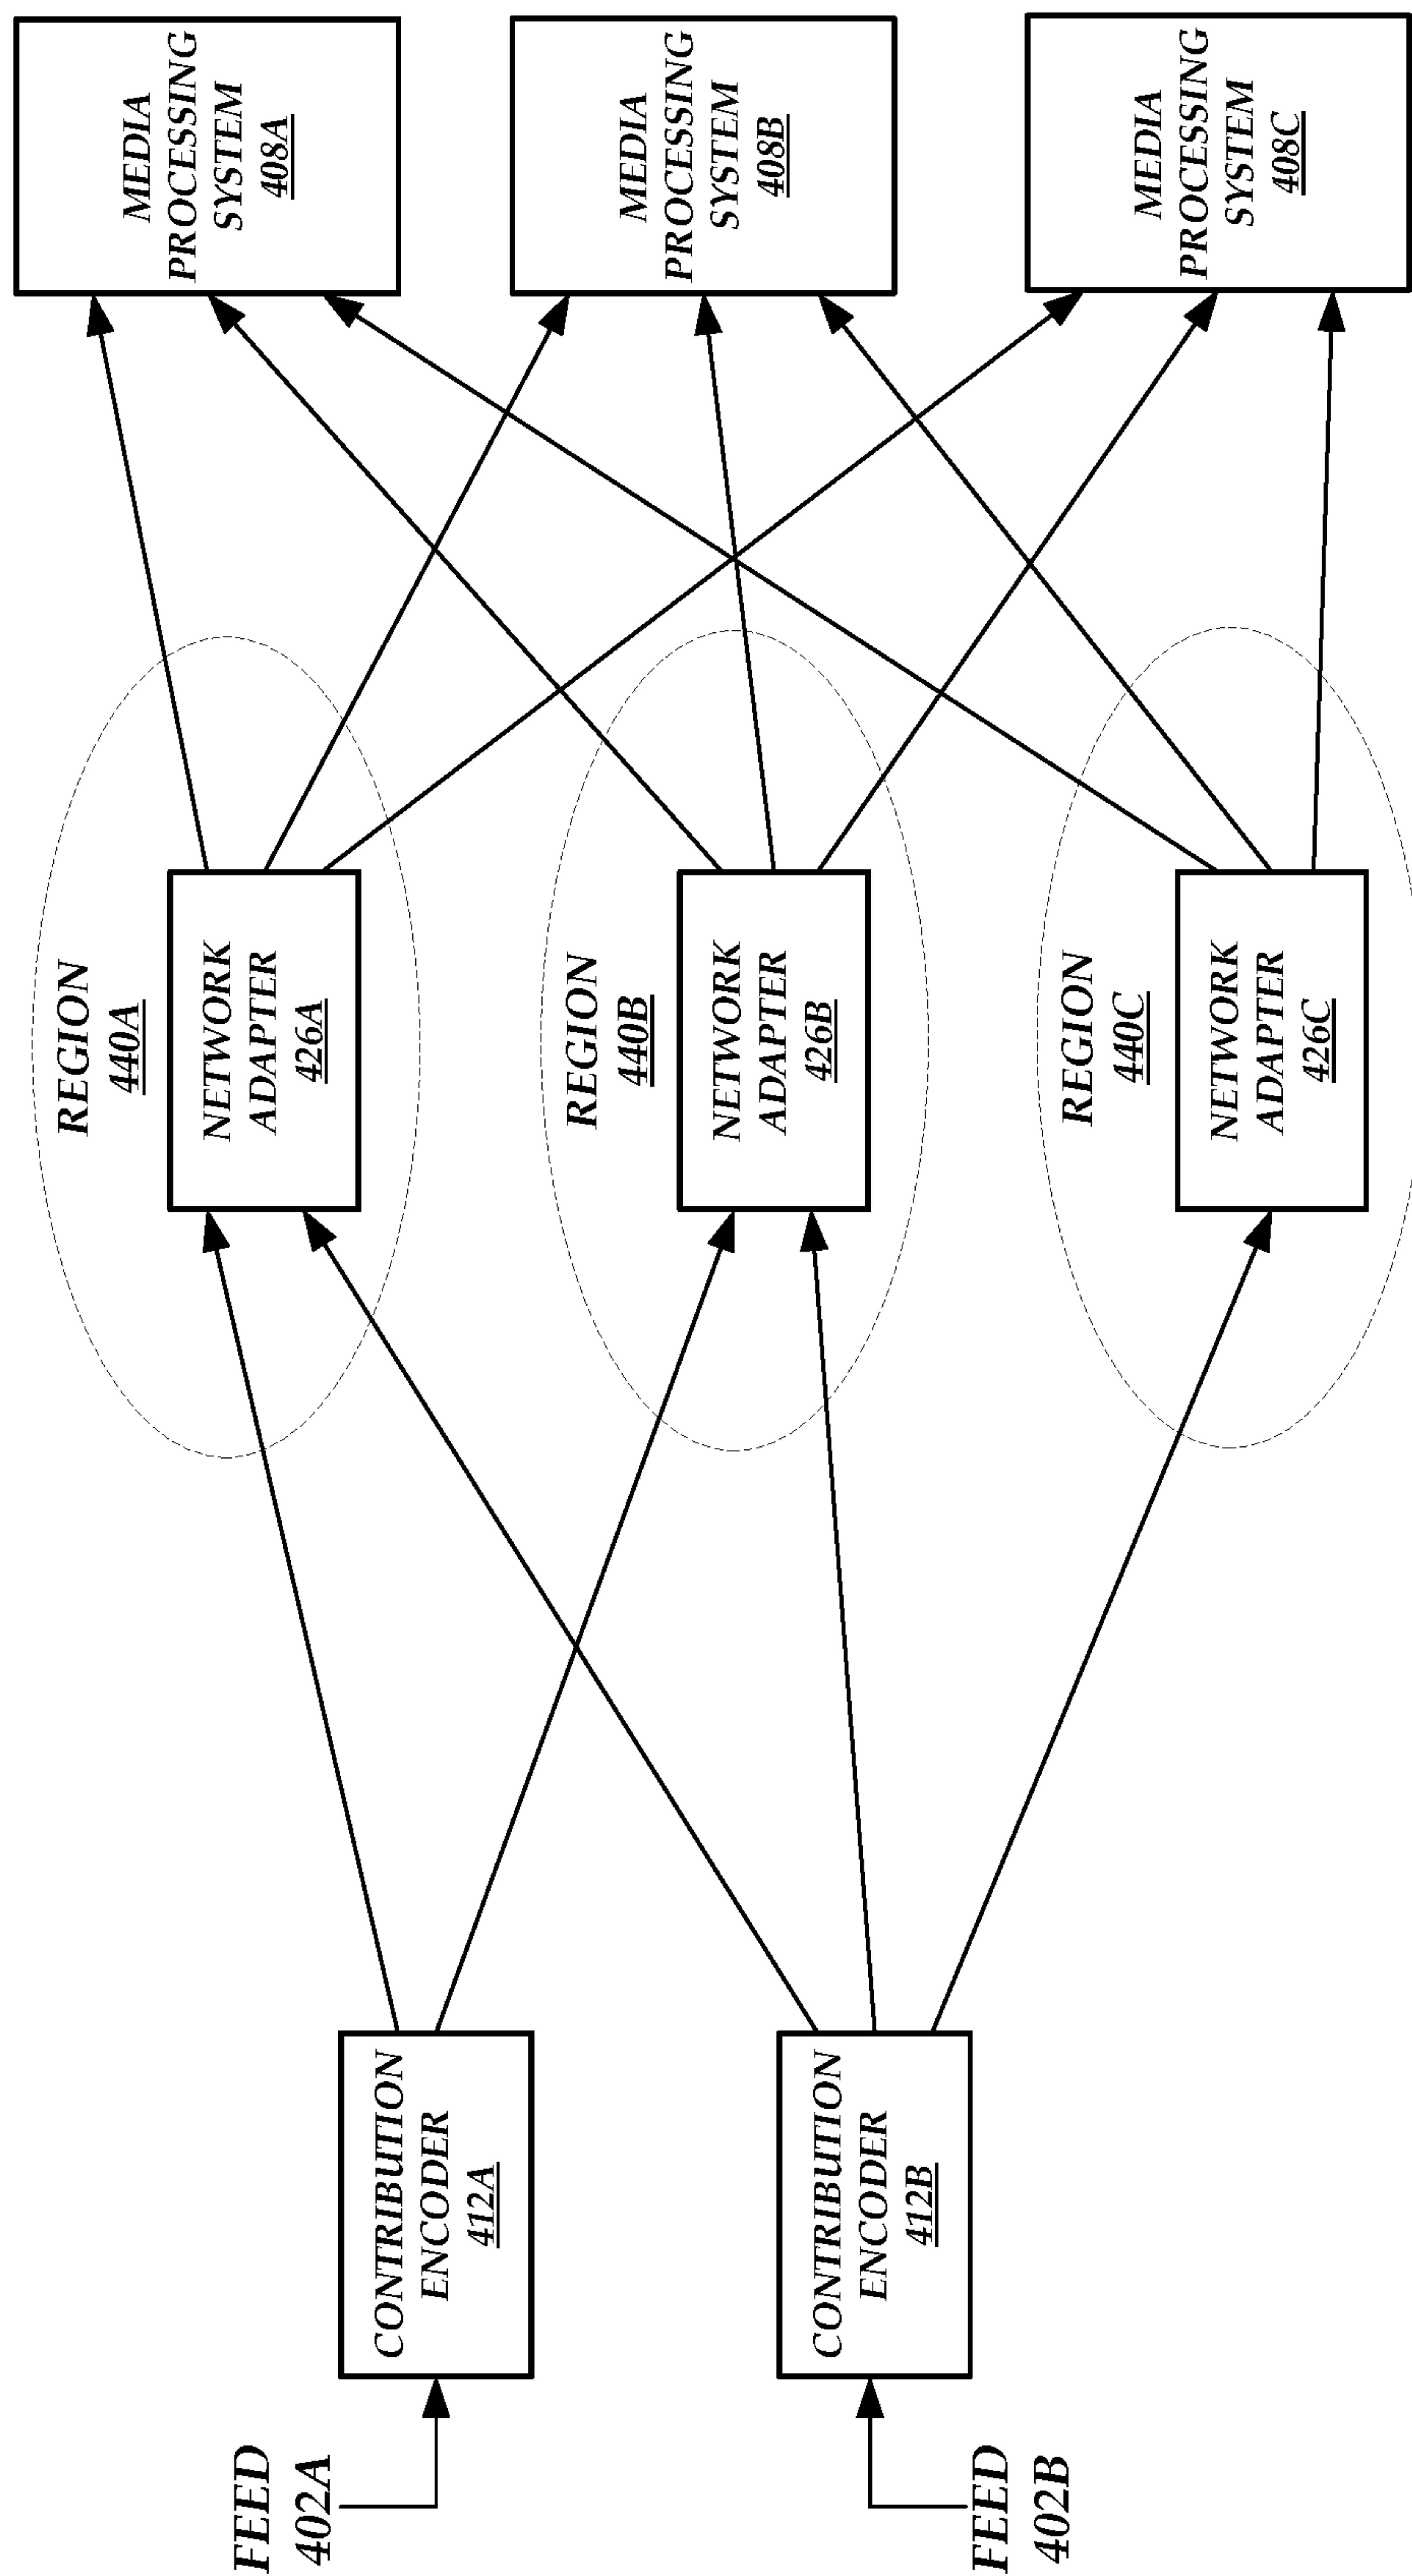 FEED
402A
FEED
402B
CONTRIBUTION
ENCODER
412A
CONTRIBUTION
ENCODER
412B
REGION
440A
NETWORK
ADAPTER
426A
REGION
440B
NETWORK
ADAPTER
426B
REGION
440C
NETWORK
ADAPTER
426C
MEDIA
PROCESSING
SYSTEM
408A
MEDIA
PROCESSING
SYSTEM
408B
MEDIA
PROCESSING
SYSTEM
408C